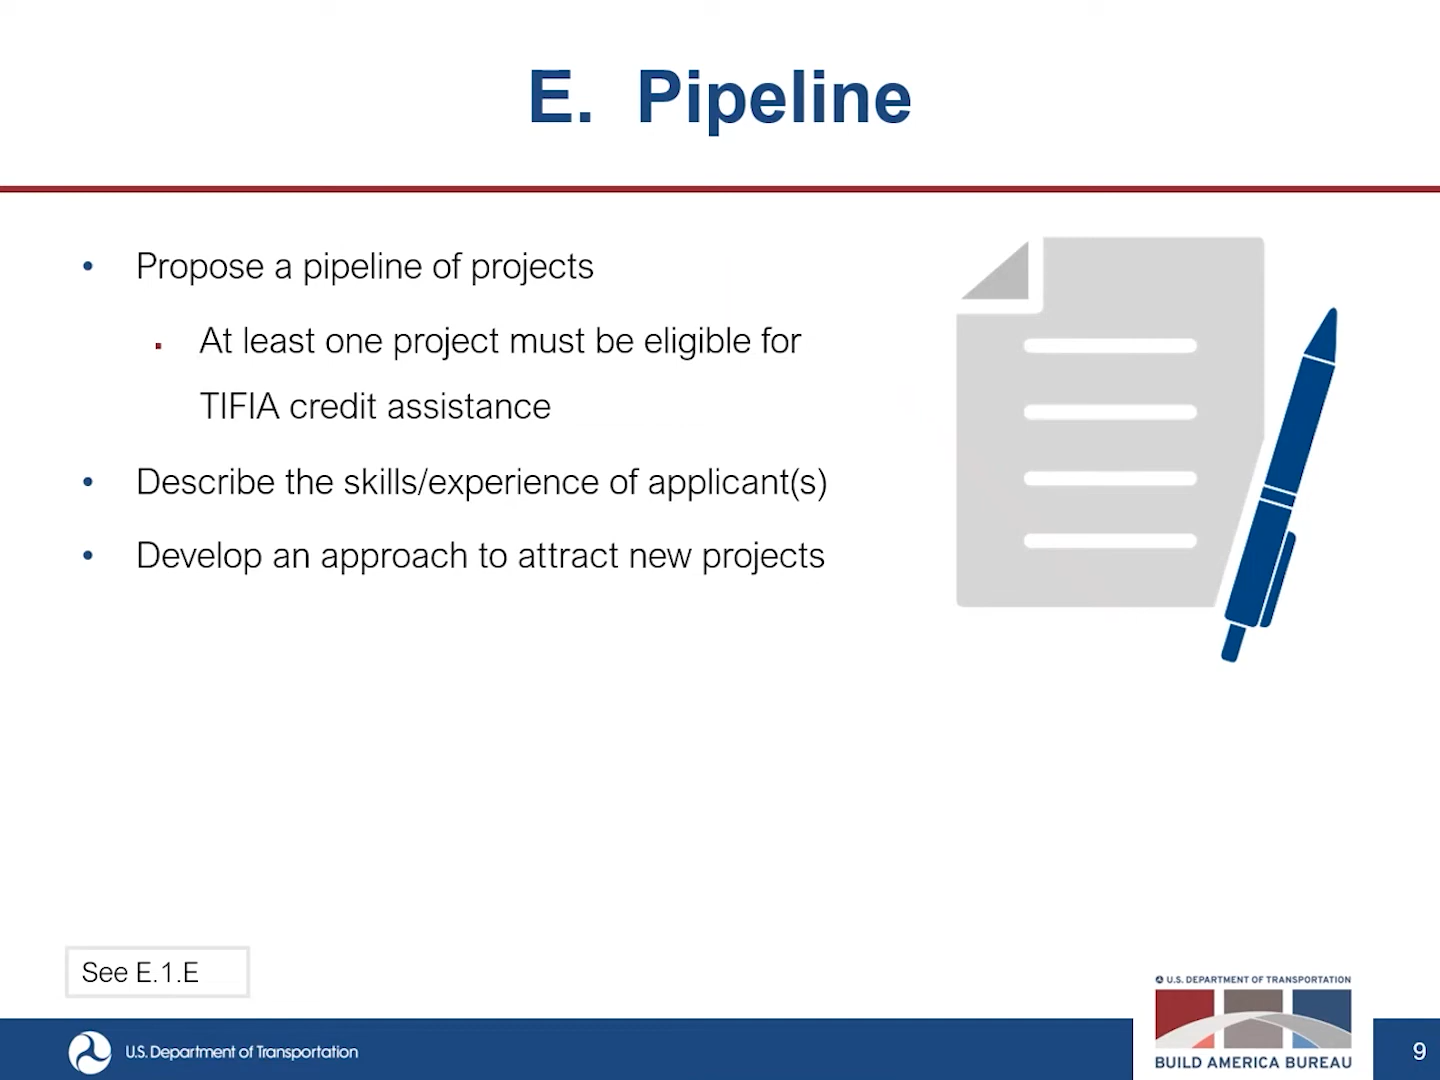 E. Pipeline
• Propose a pipeline of projects
▪ At least one project must be eligible for
TIFIA credit assistance
• Describe the skills/experience of applicant(s)
• Develop an approach to attract new projects
See E.1.E
U.S. DEPARTMENT OF TRANSPORTATION
BUILD AMERICA BUREAU
U.S. Department of Transportation
9